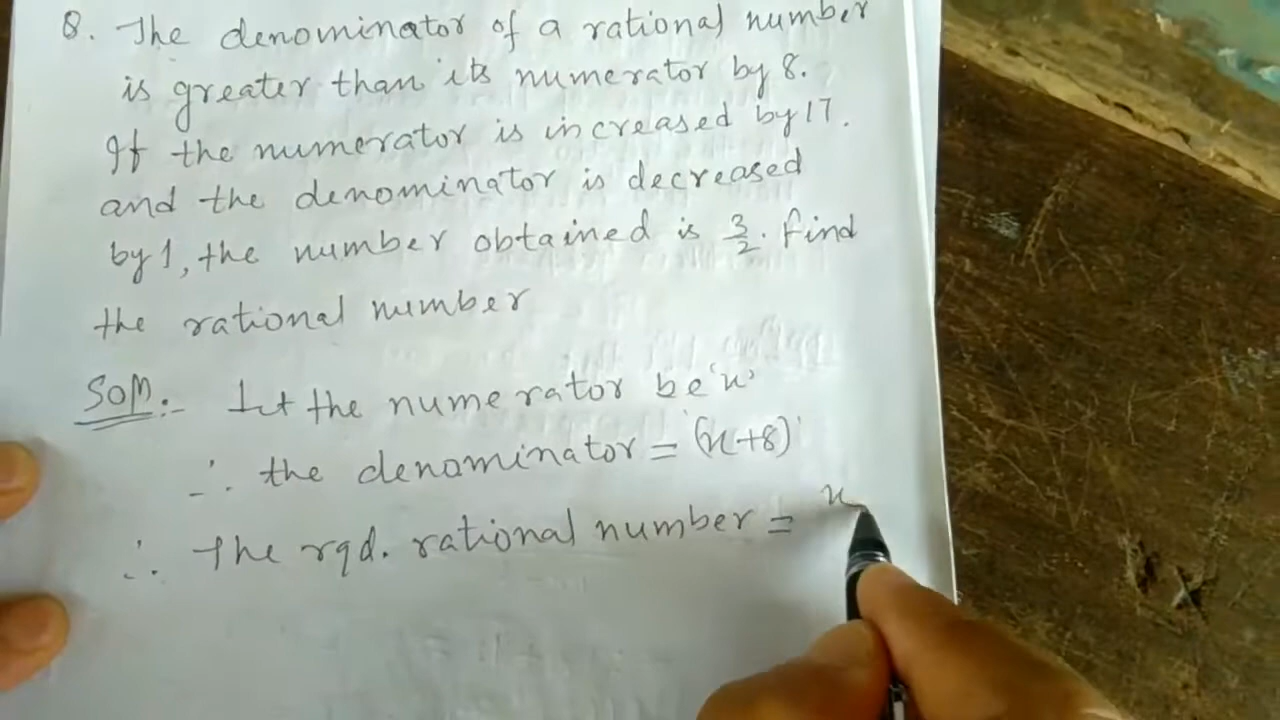 Q. The denominator of a rational number
is greater than its numerator by 8.
If the numerator is increased by 17.
and the denominator is decreased
by 1, the number obtained is 3/2. Find
the rational number
Soln. Let the numerator be 'x'
∴ the denominator = '(x+8)'
∴ The rqd. rational number = x